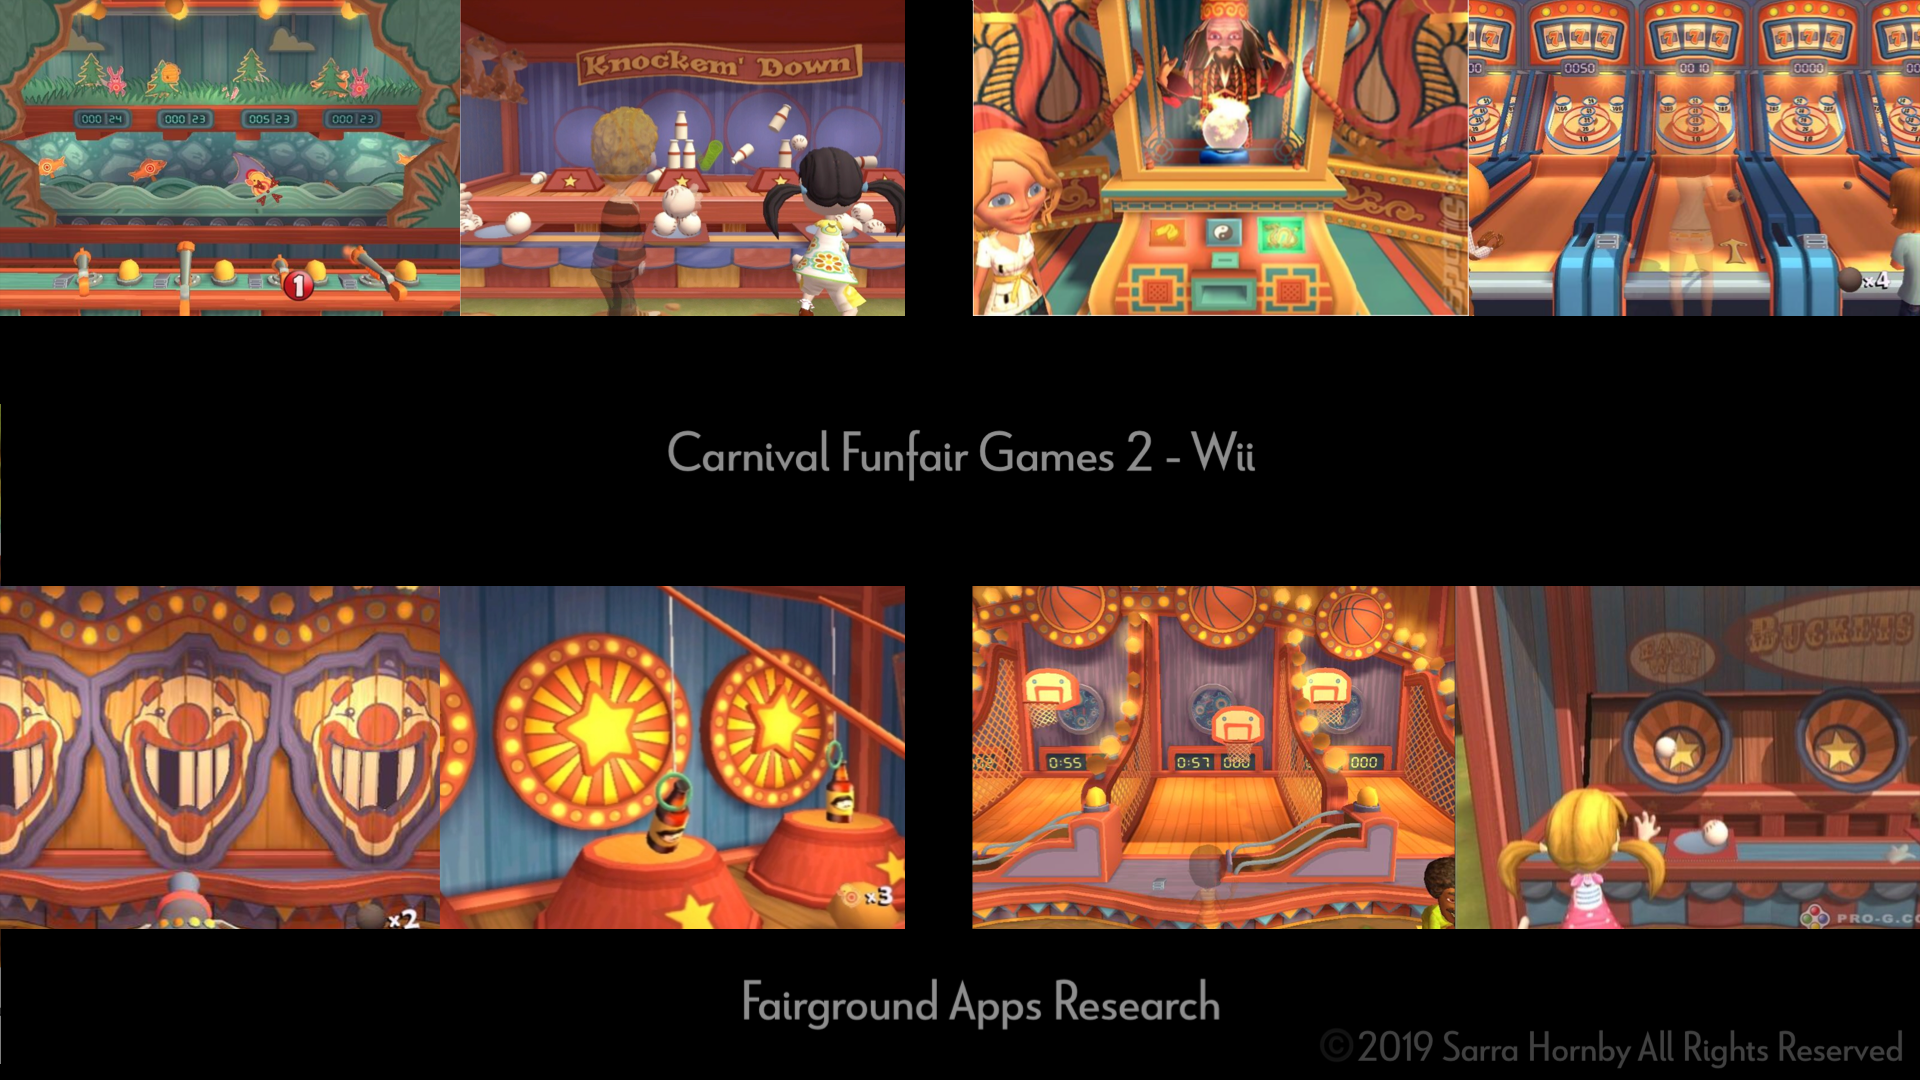 Knockem' Down
000 24
000 23
005 23
000 23
1
0050
00 10
0000
x4
Carnival Funfair Games 2 - Wii
BUCKETS
0:55
0:57
000
000
x2
x3
PRO-G.CO
Fairground Apps Research
©2019 Sarra Hornby All Rights Reserved